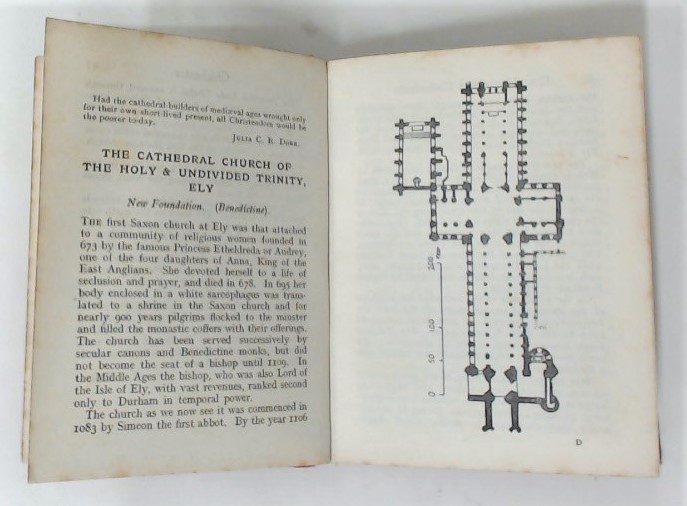 Had the cathedral-builders of mediæval ages wrought only
for their own short-lived present, all Christendom would be
the poorer to-day.
Julia C. R. Dorr.
THE CATHEDRAL CHURCH OF
THE HOLY & UNDIVIDED TRINITY,
ELY
New Foundation. (Benedictine).
THE first Saxon church at Ely was that attached
to a community of religious women founded in
673 by the famous Princess Etheldreda or Audrey,
one of the four daughters of Anna, King of the
East Anglians. She devoted herself to a life of
seclusion and prayer, and died in 678. In 695 her
body enclosed in a white sarcophagus was trans-
lated to a shrine in the Saxon church and for
nearly 900 years pilgrims flocked to the minster
and filled the monastic coffers with their offerings.
The church has been served successively by
secular canons and Benedictine monks, but did
not become the seat of a bishop until 1109. In
the Middle Ages the bishop, who was also Lord of
the Isle of Ely, with vast revenues, ranked second
only to Durham in temporal power.
The church as we now see it was commenced in
1083 by Simeon the first abbot. By the year 1106
200 Feet
100
50
0
D